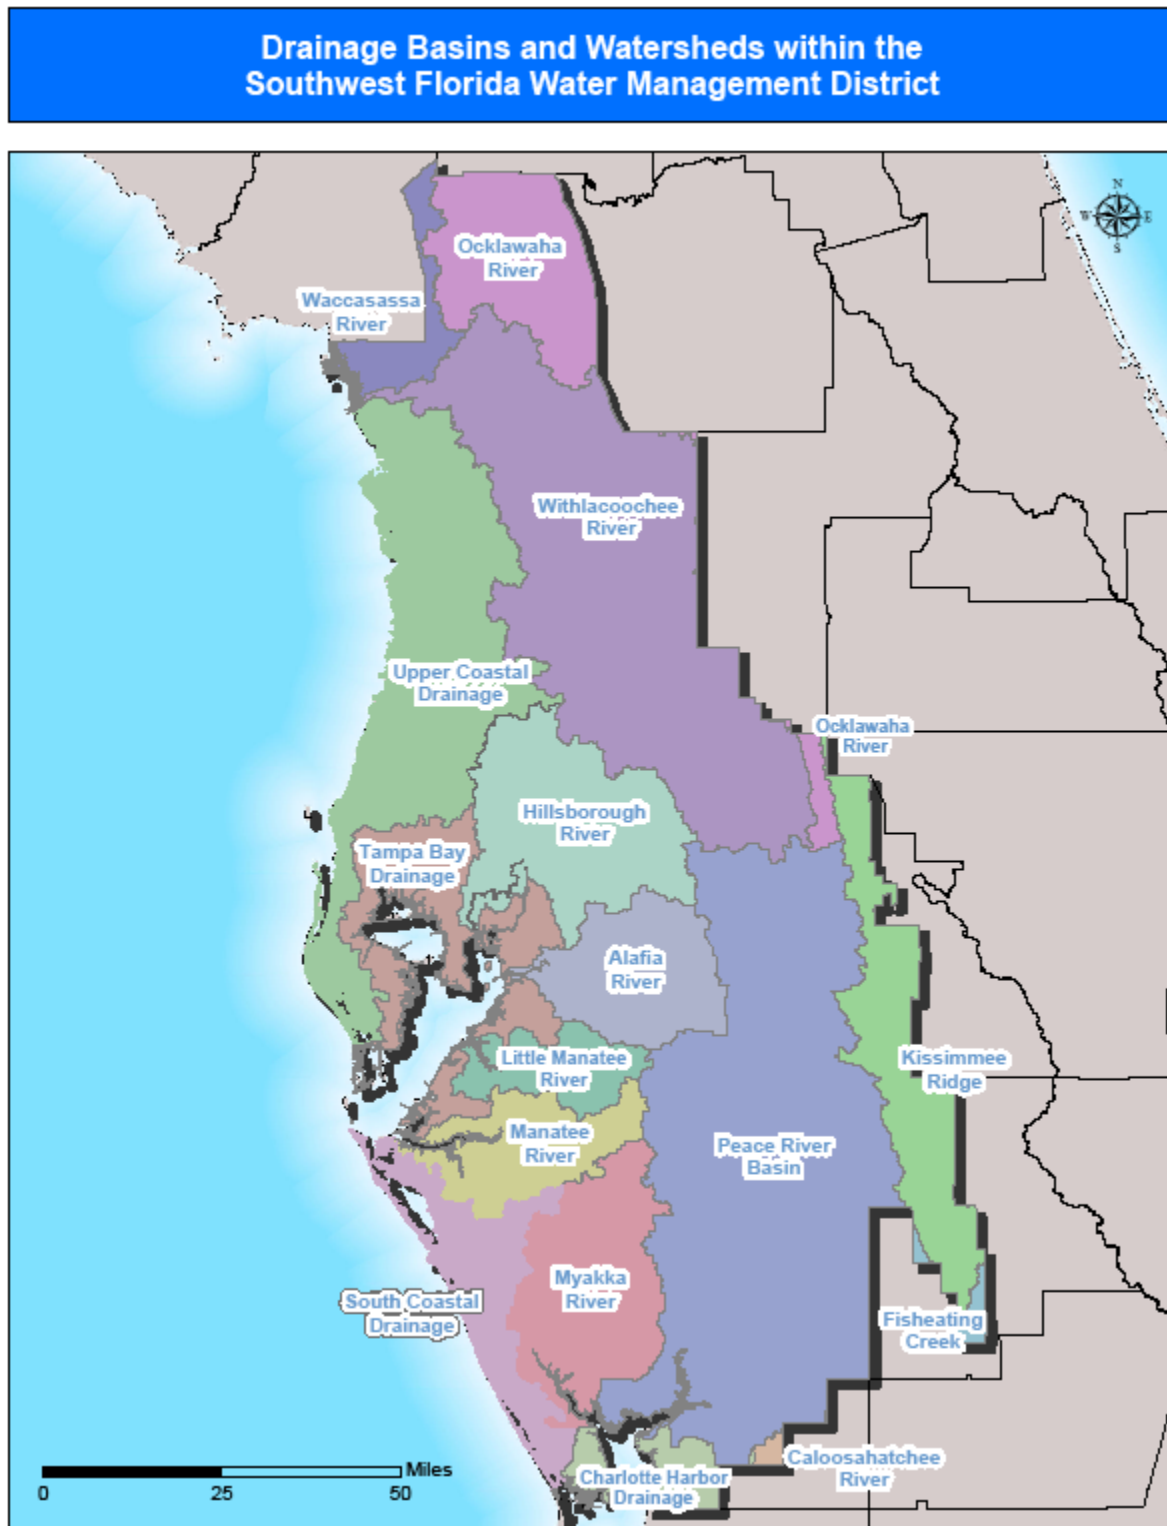 Drainage Basins and Watersheds within the
Southwest Florida Water Management District
N
W
E
S
Ocklawaha
River
Waccasassa
River
Withlacoochee
River
Upper Coastal
Drainage
Ocklawaha
River
Hillsborough
River
Tampa Bay
Drainage
Alafia
River
Little Manatee
River
Kissimmee
Ridge
Manatee
River
Peace River
Basin
Myakka
River
South Coastal
Drainage
Fisheating
Creek
Caloosahatchee
River
Charlotte Harbor
Drainage
Miles
0 25 50